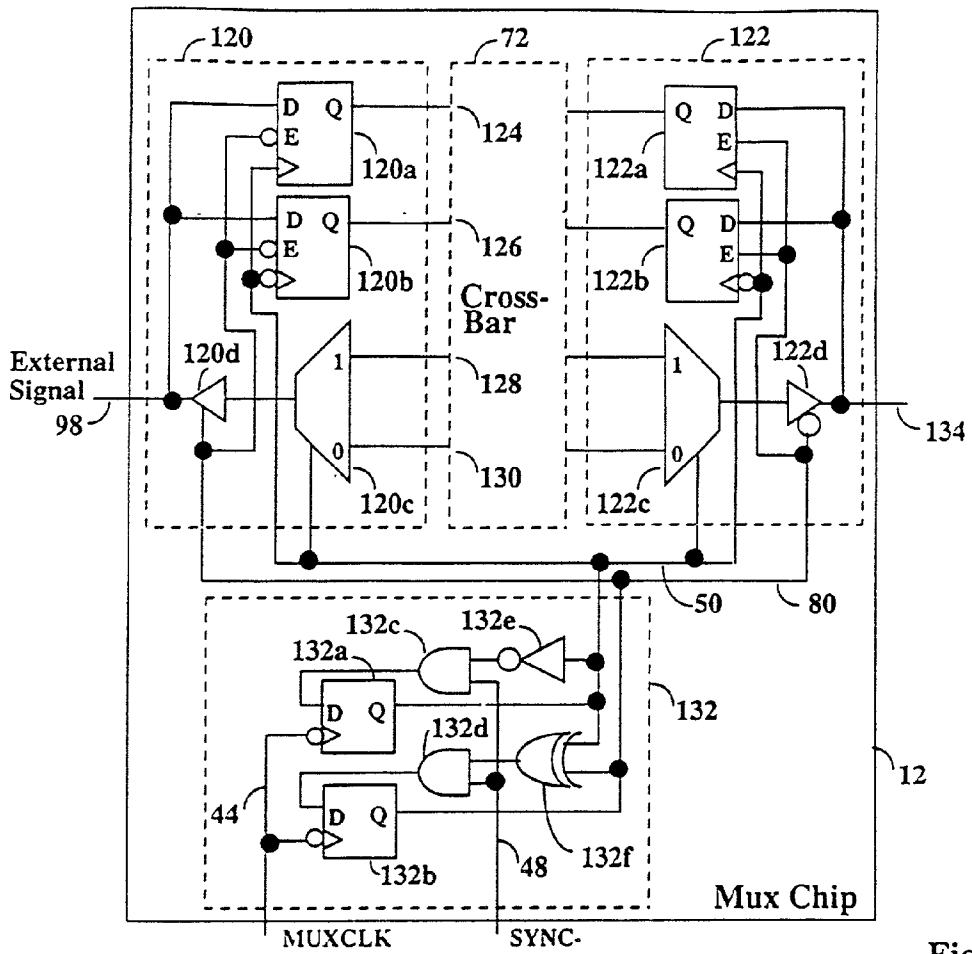 120
72
122
D Q
E
120a
124
Q D
E
122a
D Q
E
120b
126
Q D
E
122b
Cross-
Bar
External
Signal
98
120d
1
0
120c
128
130
1
0
122c
122d
134
50
80
132c
132e
132a
D Q
132d
132
12
44
D Q
132b
48
132f
Mux Chip
MUXCLK
SYNC-